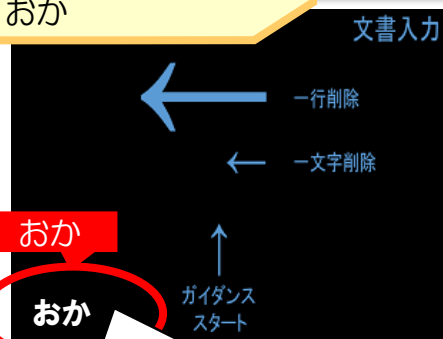 おか
文書入力
一行削除
一文字削除
おか
おか
ガイダンス
スタート